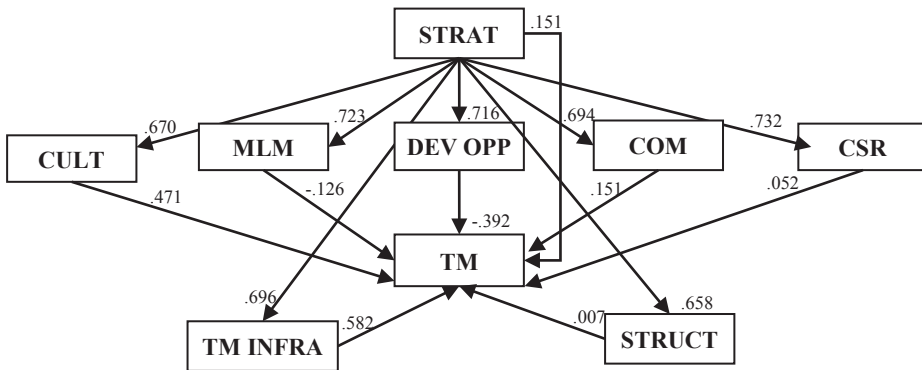 .151
STRAT
.670
.723
.716
.694
.732
CULT
MLM
DEV OPP
COM
CSR
.471
-.126
-.392
.151
.052
TM
.696
.582
.007
.658
TM INFRA
STRUCT